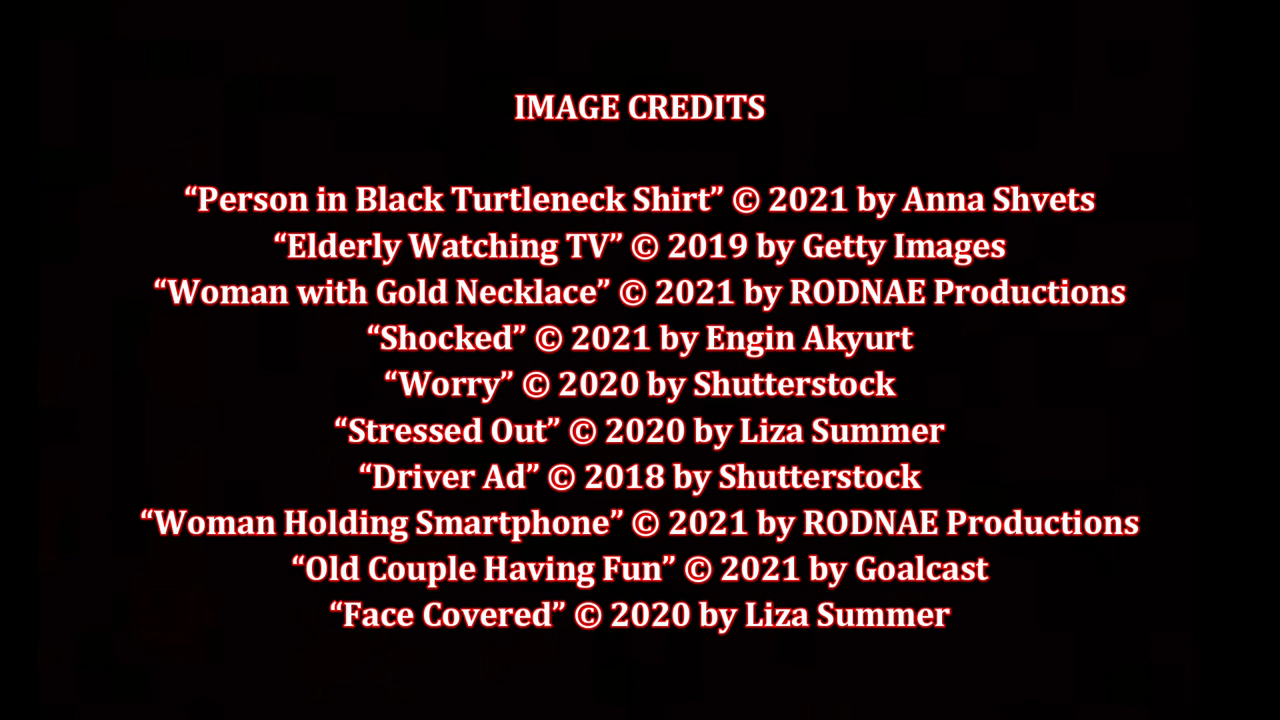 IMAGE CREDITS
“Person in Black Turtleneck Shirt” © 2021 by Anna Shvets
“Elderly Watching TV” © 2019 by Getty Images
“Woman with Gold Necklace” © 2021 by RODNAE Productions
“Shocked” © 2021 by Engin Akyurt
“Worry” © 2020 by Shutterstock
“Stressed Out” © 2020 by Liza Summer
“Driver Ad” © 2018 by Shutterstock
“Woman Holding Smartphone” © 2021 by RODNAE Productions
“Old Couple Having Fun” © 2021 by Goalcast
“Face Covered” © 2020 by Liza Summer